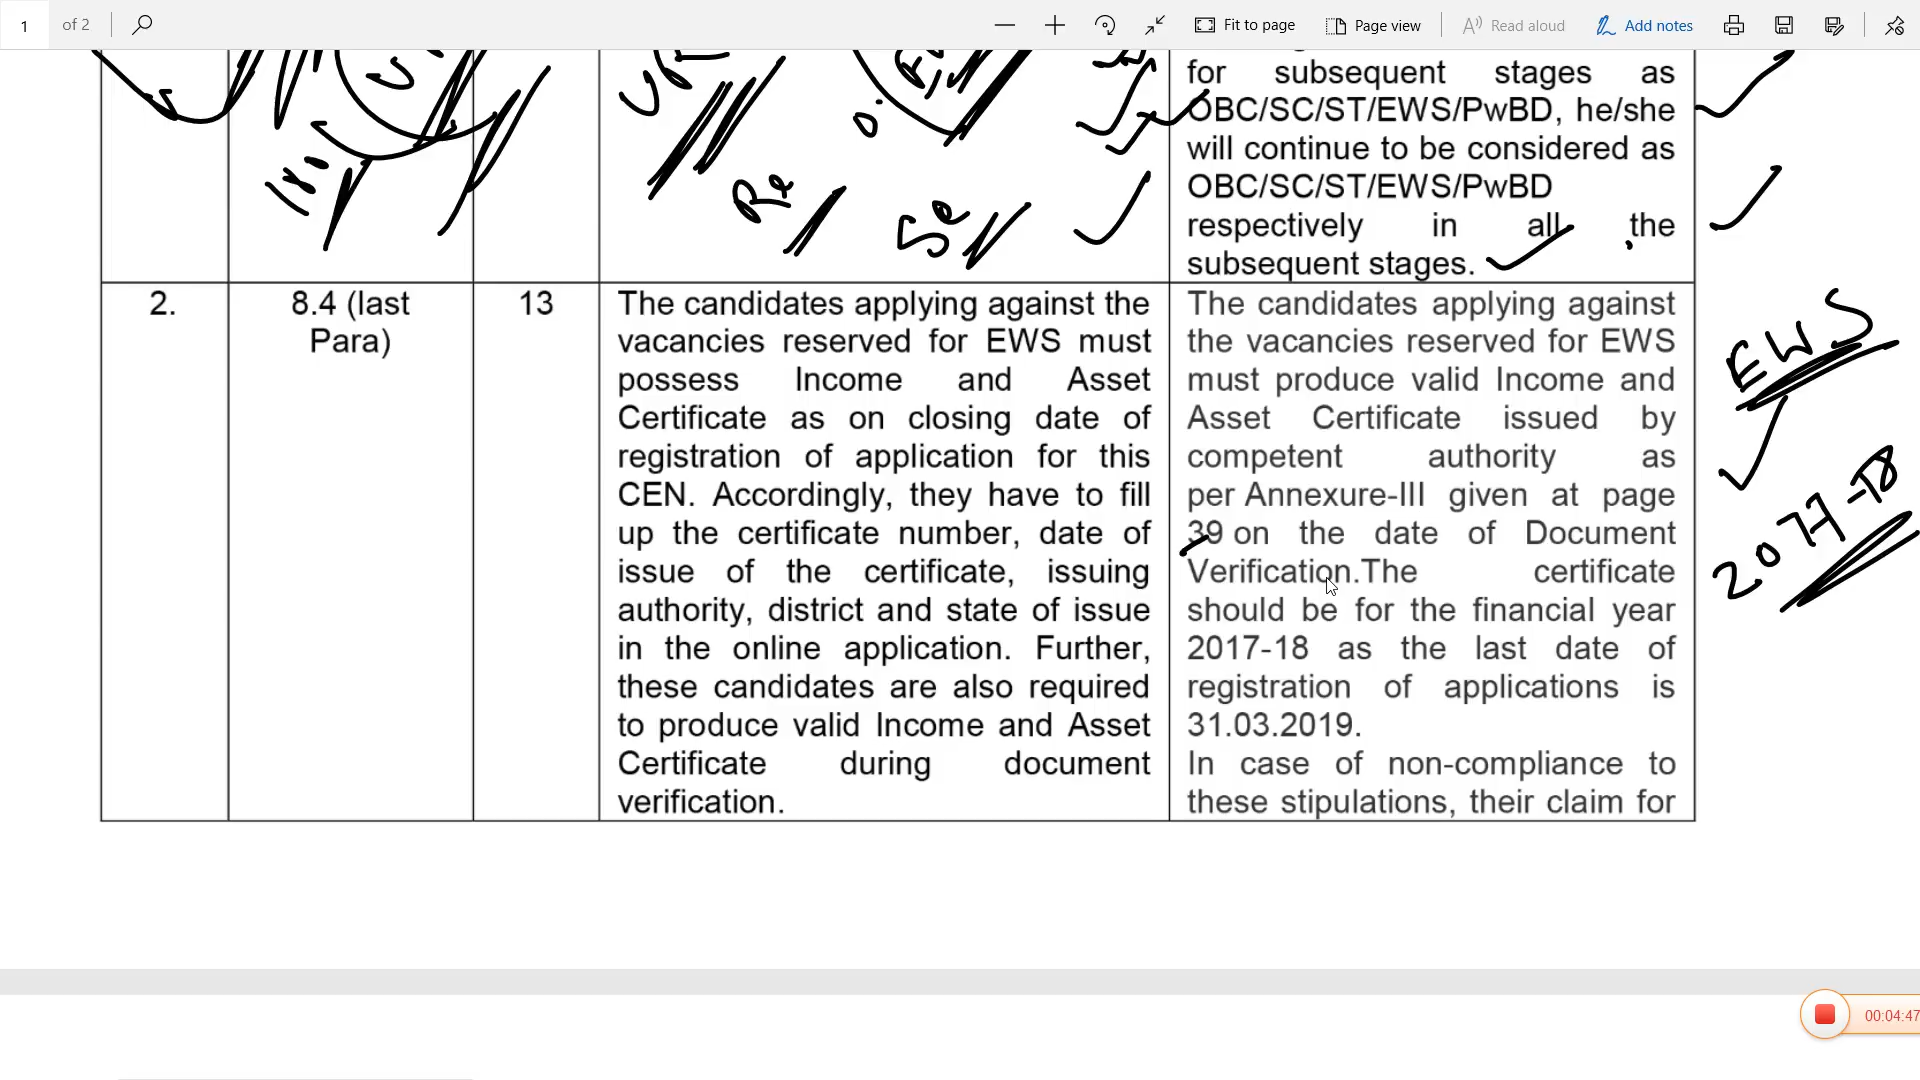 1 of 2 Fit to page Page view Read aloud Add notes
for subsequent stages as
OBC/SC/ST/EWS/PwBD, he/she
will continue to be considered as
OBC/SC/ST/EWS/PwBD
respectively in all the
subsequent stages.
2.
8.4 (last
Para)
13
The candidates applying against the
vacancies reserved for EWS must
possess Income and Asset
Certificate as on closing date of
registration of application for this
CEN. Accordingly, they have to fill
up the certificate number, date of
issue of the certificate, issuing
authority, district and state of issue
in the online application. Further,
these candidates are also required
to produce valid Income and Asset
Certificate during document
verification.
The candidates applying against
the vacancies reserved for EWS
must produce valid Income and
Asset Certificate issued by
competent authority as
per Annexure-III given at page
39 on the date of Document
Verification.The certificate
should be for the financial year
2017-18 as the last date of
registration of applications is
31.03.2019.
In case of non-compliance to
these stipulations, their claim for
EWS
2017-18
00:04:47